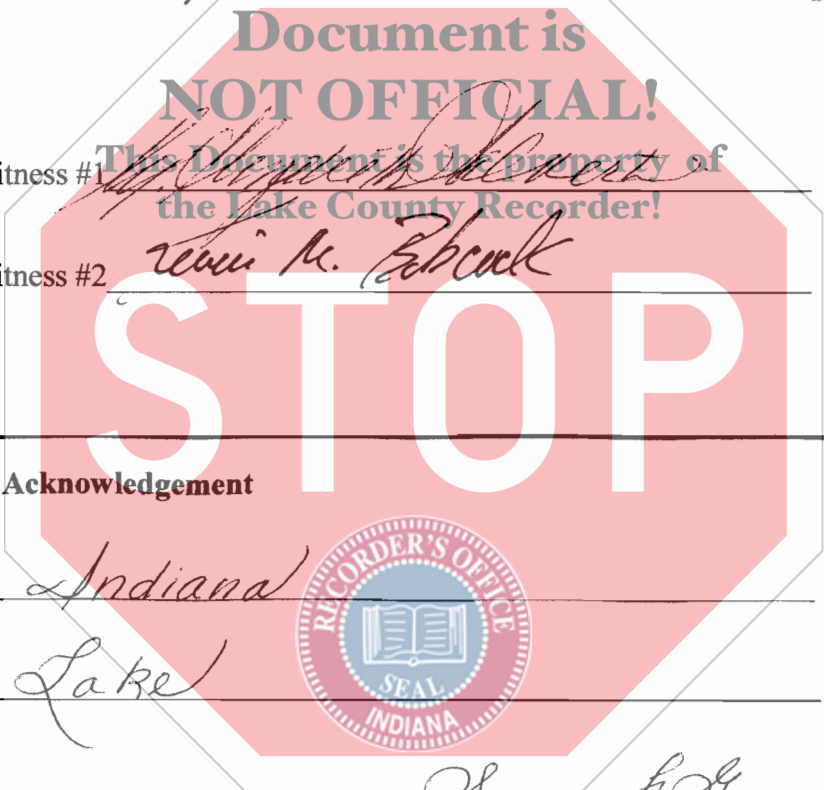 Document is
NOT OFFICIAL!
This Document is the property of
the Lake County Recorder!
itness #1
itness #2 M. Babcock
STOP
Acknowledgement
Indiana
Lake
RECORDER'S OFFICE
SEAL
INDIANA